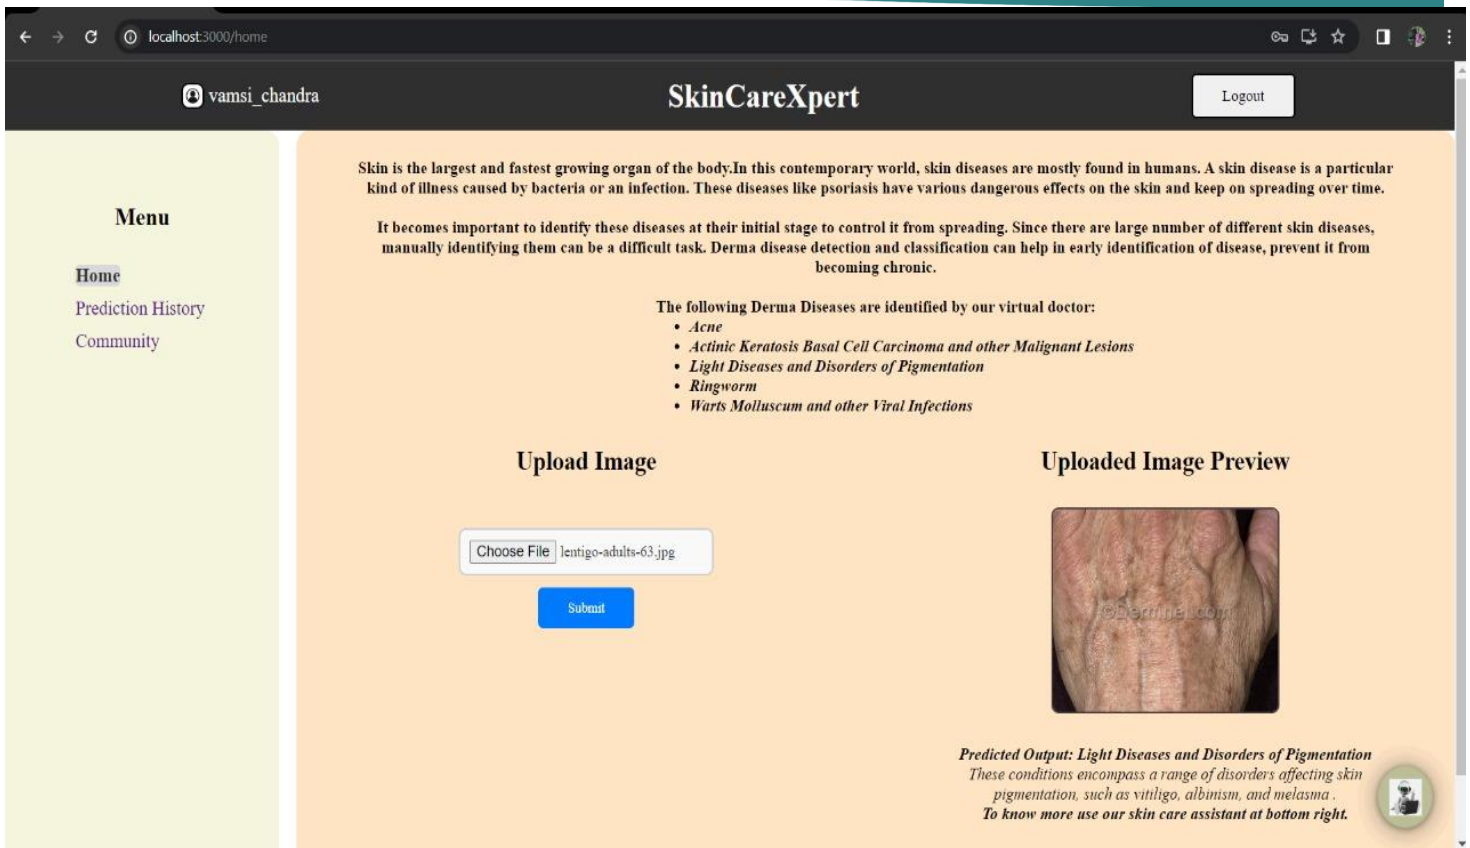 localhost:3000/home
vamsi_chandra
SkinCareXpert
Logout
Menu
Home
Prediction History
Community
Skin is the largest and fastest growing organ of the body.In this contemporary world, skin diseases are mostly found in humans. A skin disease is a particular
kind of illness caused by bacteria or an infection. These diseases like psoriasis have various dangerous effects on the skin and keep on spreading over time.
It becomes important to identify these diseases at their initial stage to control it from spreading. Since there are large number of different skin diseases,
manually identifying them can be a difficult task. Derma disease detection and classification can help in early identification of disease, prevent it from
becoming chronic.
The following Derma Diseases are identified by our virtual doctor:
• Acne
• Actinic Keratosis Basal Cell Carcinoma and other Malignant Lesions
• Light Diseases and Disorders of Pigmentation
• Ringworm
• Warts Molluscum and other Viral Infections
Upload Image
Choose File lentigo-adults-63.jpg
Submit
Uploaded Image Preview
©Dermnet.com
Predicted Output: Light Diseases and Disorders of Pigmentation
These conditions encompass a range of disorders affecting skin
pigmentation, such as vitiligo, albinism, and melasma .
To know more use our skin care assistant at bottom right.